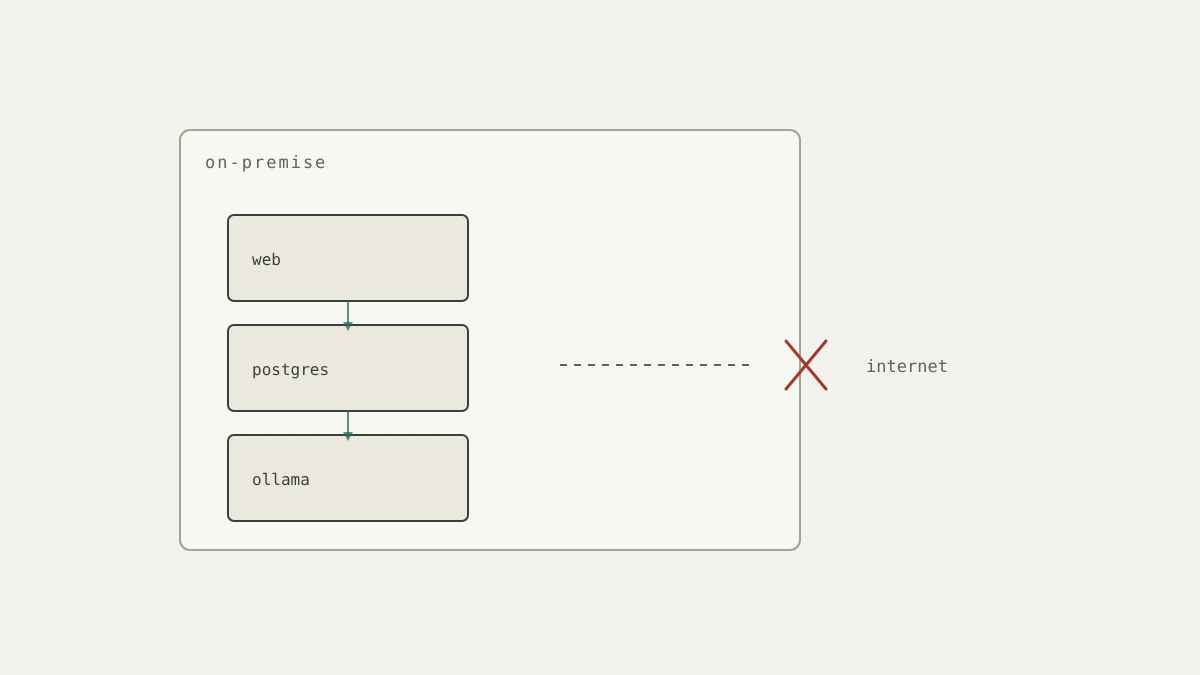 on-premise
web
postgres
internet
ollama